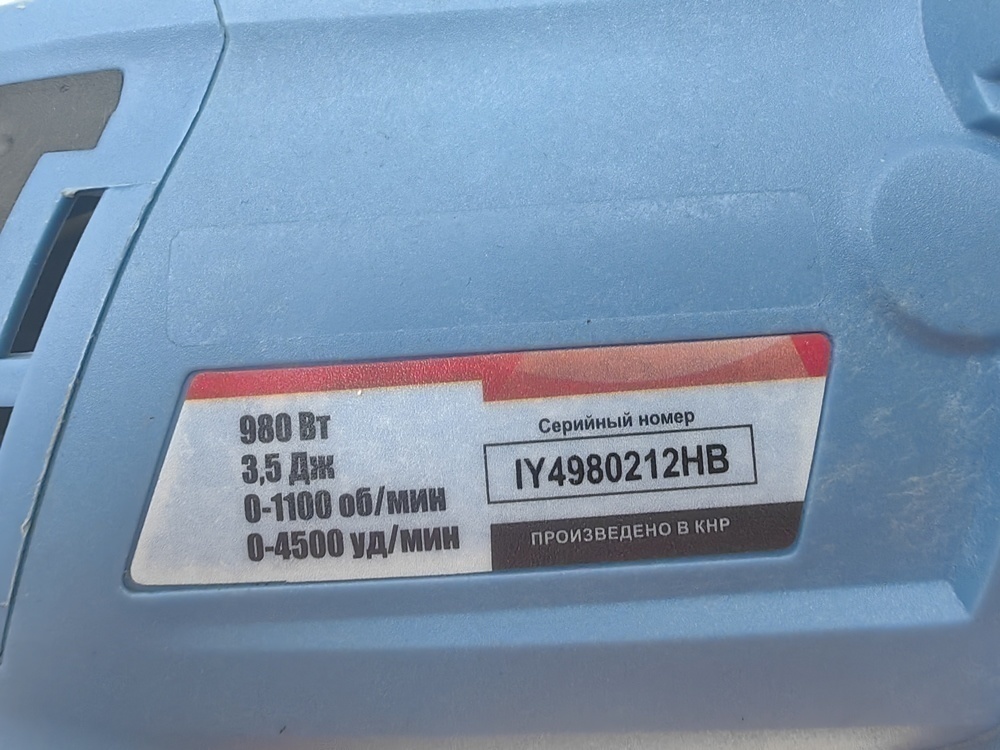 980 Вт
3,5 Дж
0-1100 об/мин
0-4500 уд/мин
Серийный номер
IY4980212HB
ПРОИЗВЕДЕНО В КНР